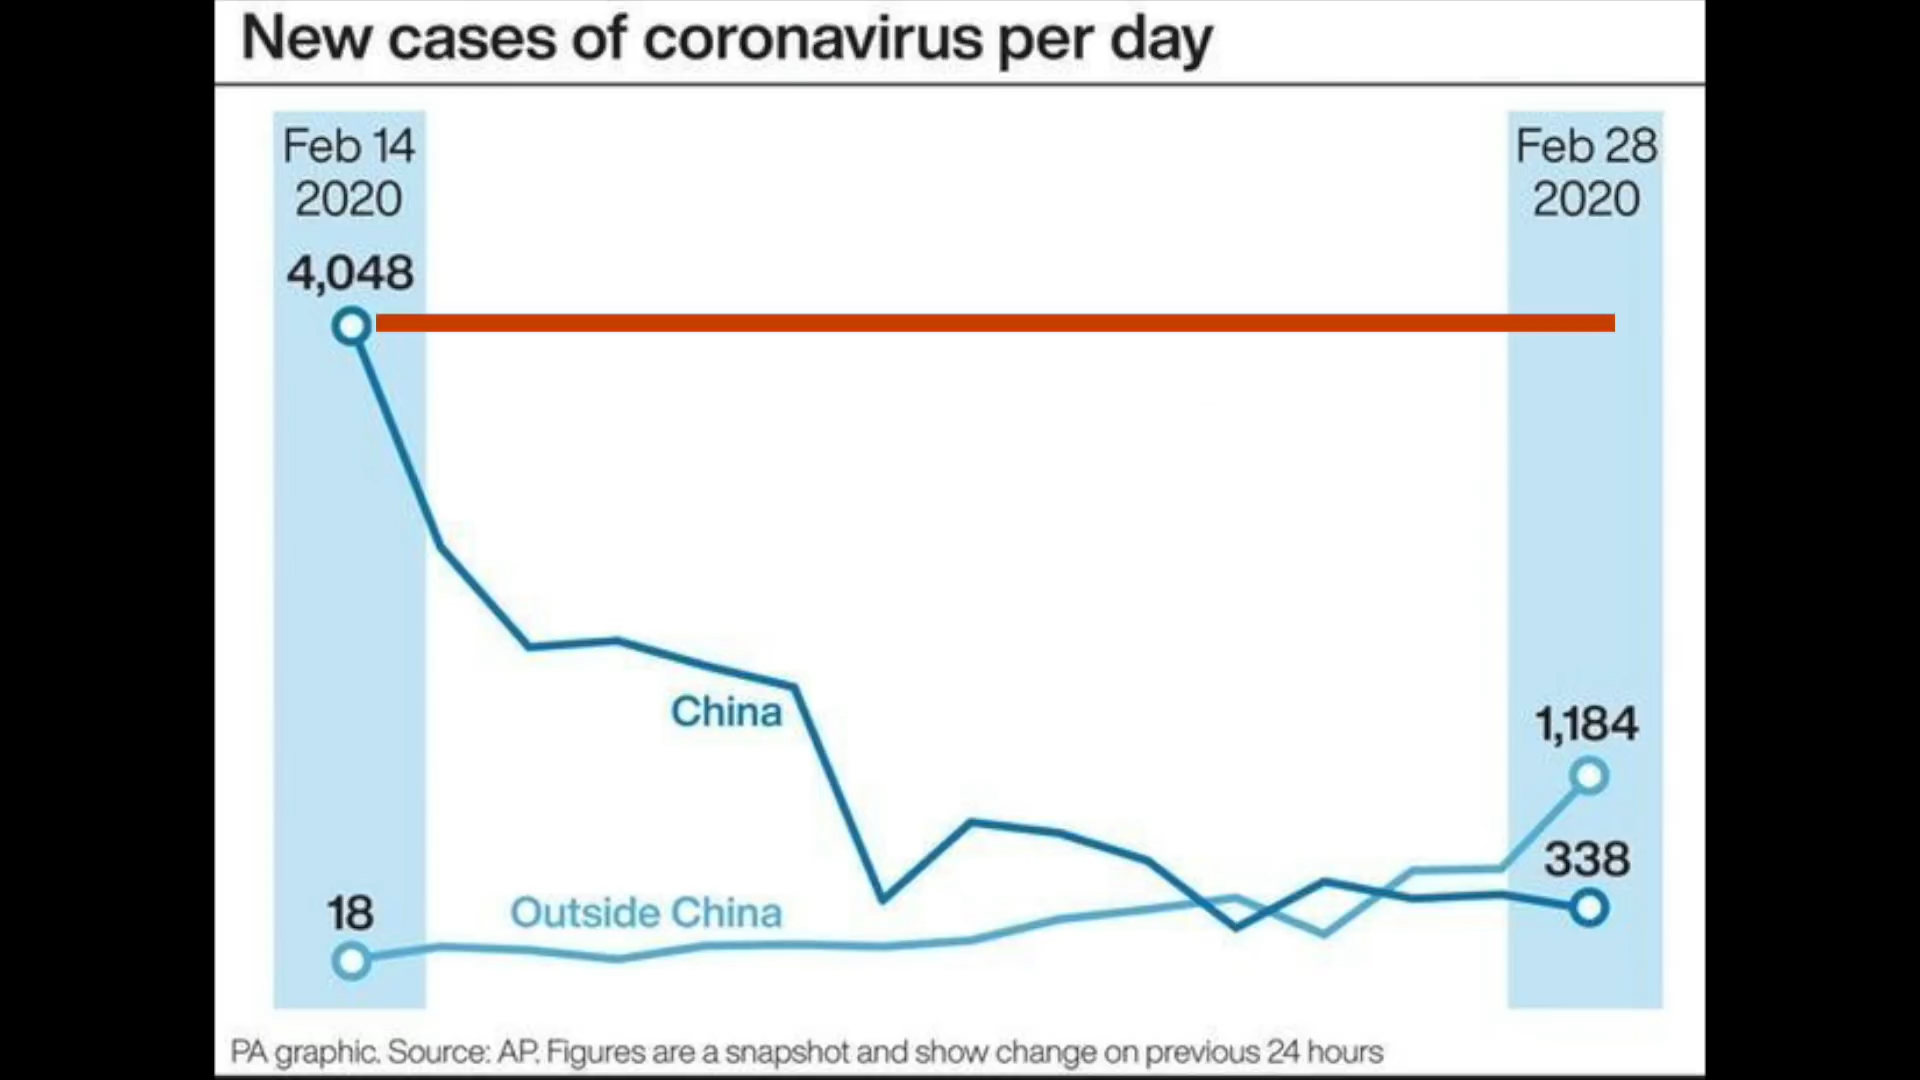 New cases of coronavirus per day
Feb 14
2020
4,048
Feb 28
2020
China
1,184
338
18
Outside China
PA graphic. Source: AP. Figures are a snapshot and show change on previous 24 hours